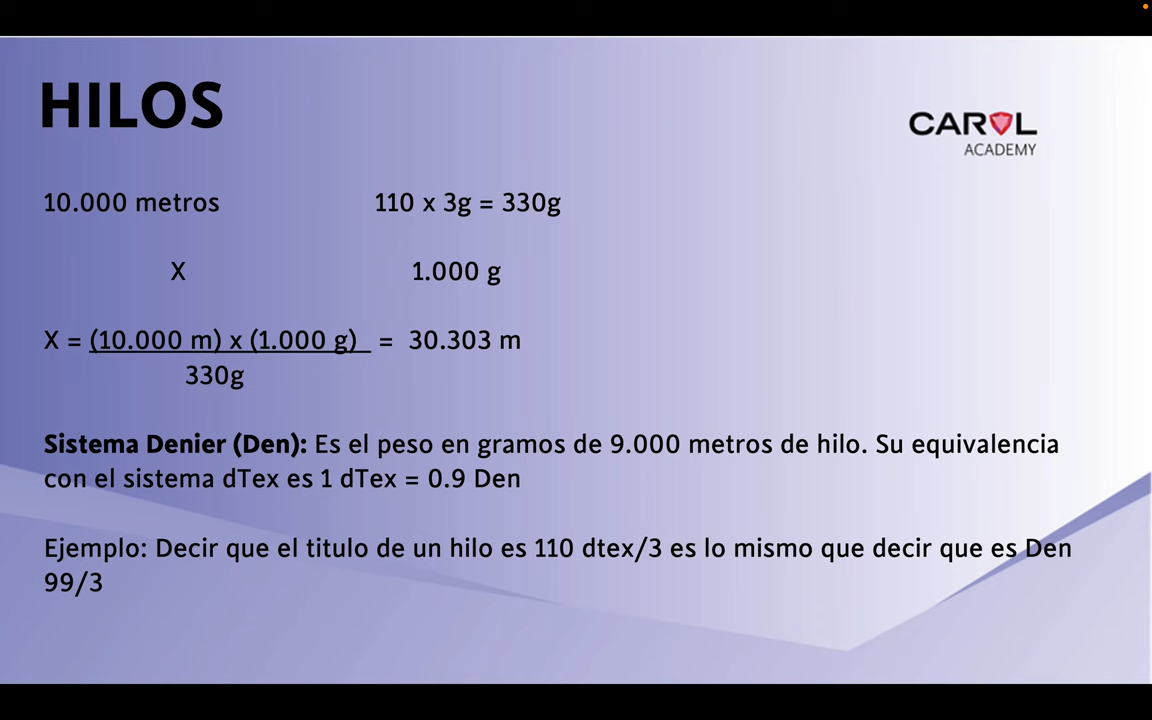 HILOS
CAROL
ACADEMY
10.000 metros 110 x 3g = 330g
X 1.000 g
X = (10.000 m) x (1.000 g) = 30.303 m
330g
Sistema Denier (Den): Es el peso en gramos de 9.000 metros de hilo. Su equivalencia
con el sistema dTex es 1 dTex = 0.9 Den
Ejemplo: Decir que el titulo de un hilo es 110 dtex/3 es lo mismo que decir que es Den
99/3